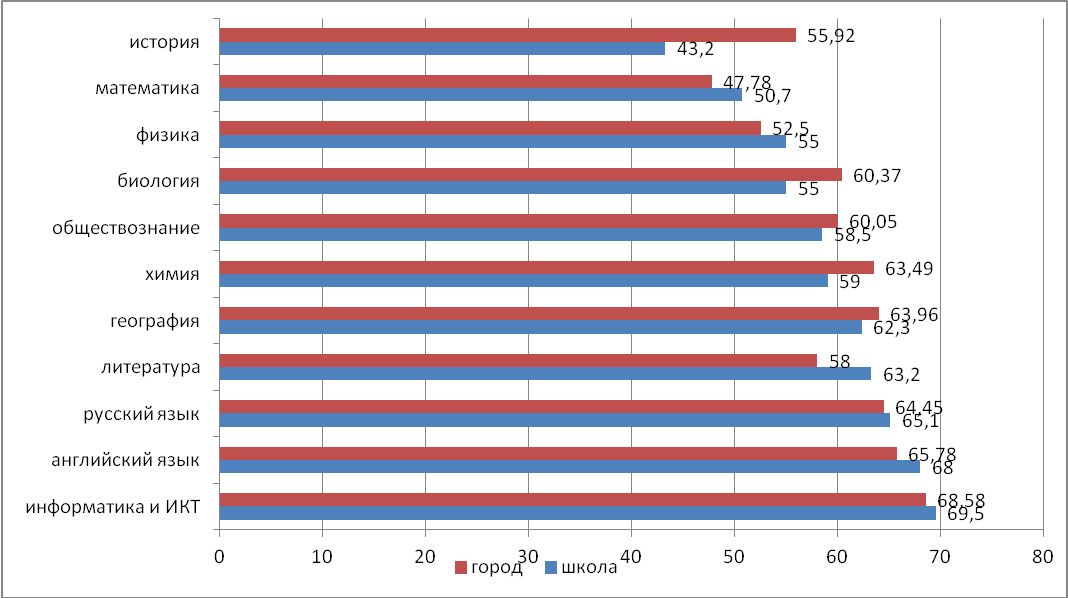 история
55,92
43,2
математика
47,78
50,7
физика
52,5
55
биология
60,37
55
обществознание
60,05
58,5
химия
63,49
59
география
63,96
62,3
литература
58
63,2
русский язык
64,45
65,1
английский язык
65,78
68
информатика и ИКТ
68,58
69,5
0 10 20 30 40 50 60 70 80
город школа